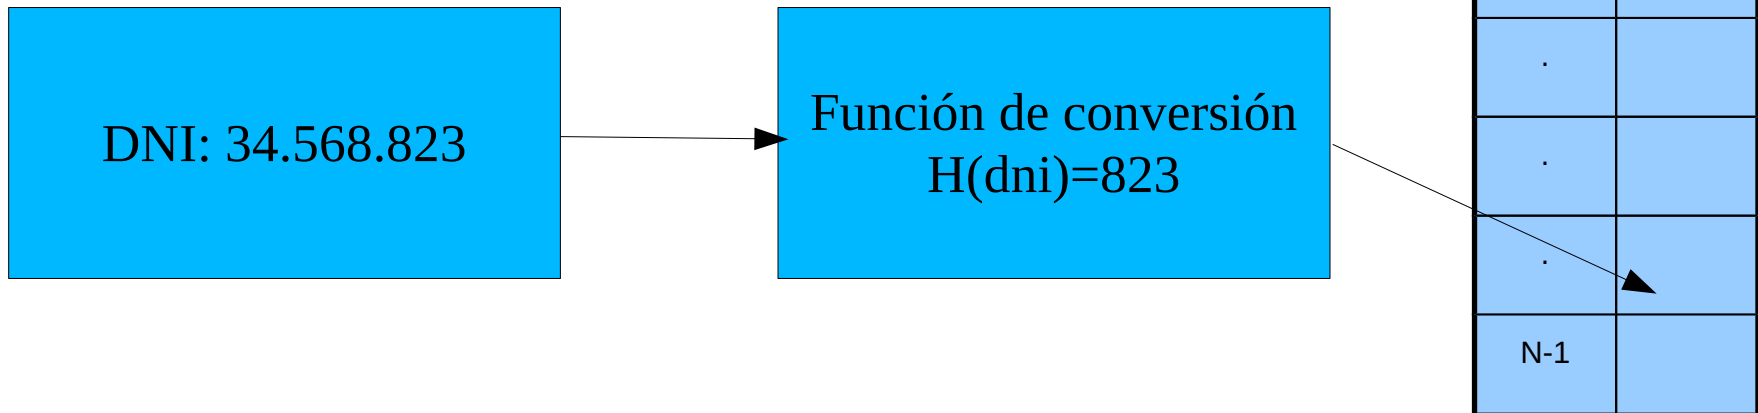 DNI: 34.568.823
Función de conversión
H(dni)=823
.
.
.
N-1